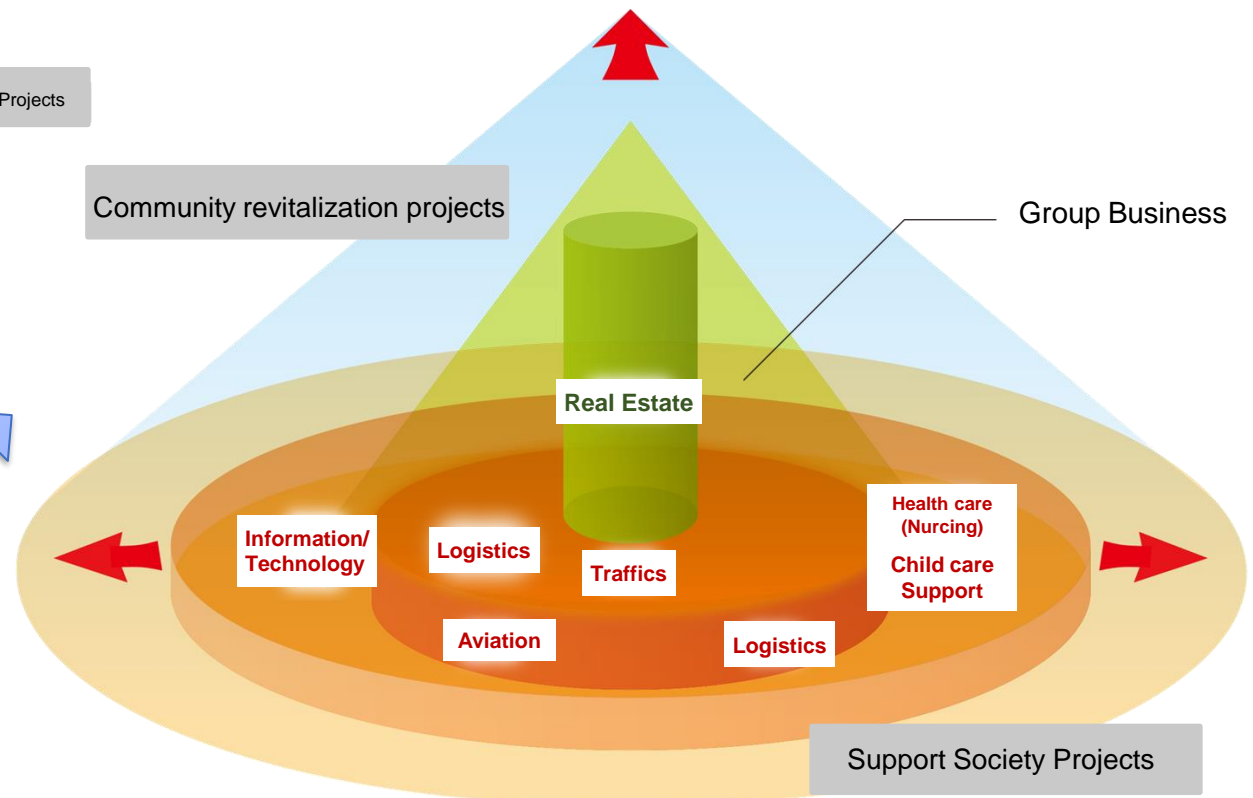 Projects
Community revitalization projects
Group Business
Real Estate
Information/
Technology
Logistics
Traffics
Health care
(Nurcing)
Child care
Support
Aviation
Logistics
Support Society Projects